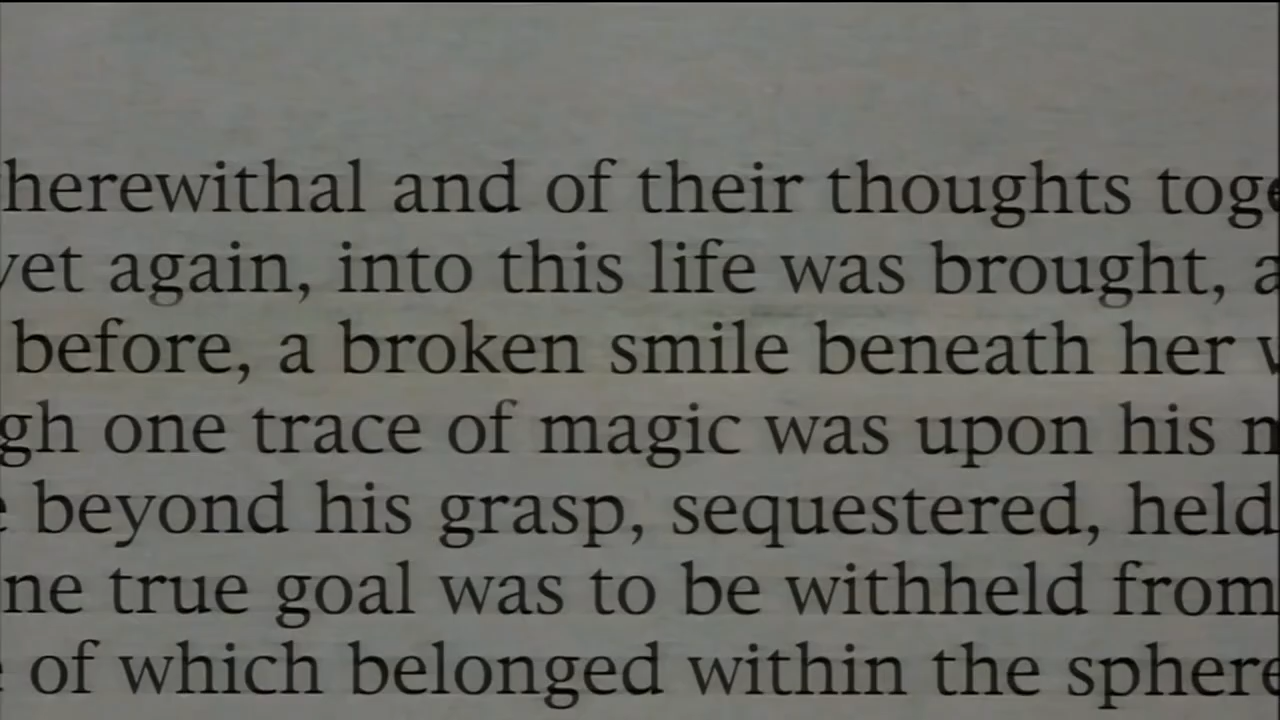 herewithal and of their thoughts toge
yet again, into this life was brought, a
before, a broken smile beneath her
gh one trace of magic was upon his
beyond his grasp, sequestered, held
ne true goal was to be withheld from
of which belonged within the sphere